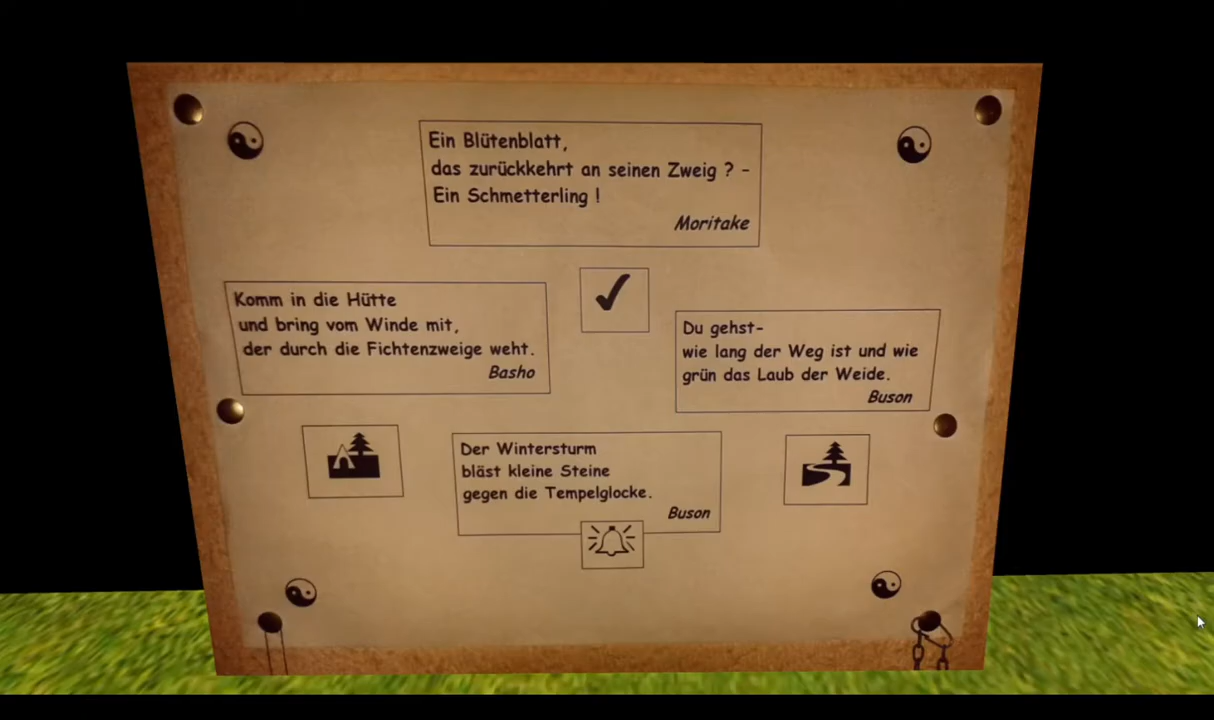 Ein Blütenblatt,
das zurückkehrt an seinen Zweig ? -
Ein Schmetterling !
Moritake
Komm in die Hütte
und bring vom Winde mit,
der durch die Fichtenzweige weht.
Basho
Du gehst-
wie lang der Weg ist und wie
grün das Laub der Weide.
Buson
Der Wintersturm
bläst kleine Steine
gegen die Tempelglocke.
Buson